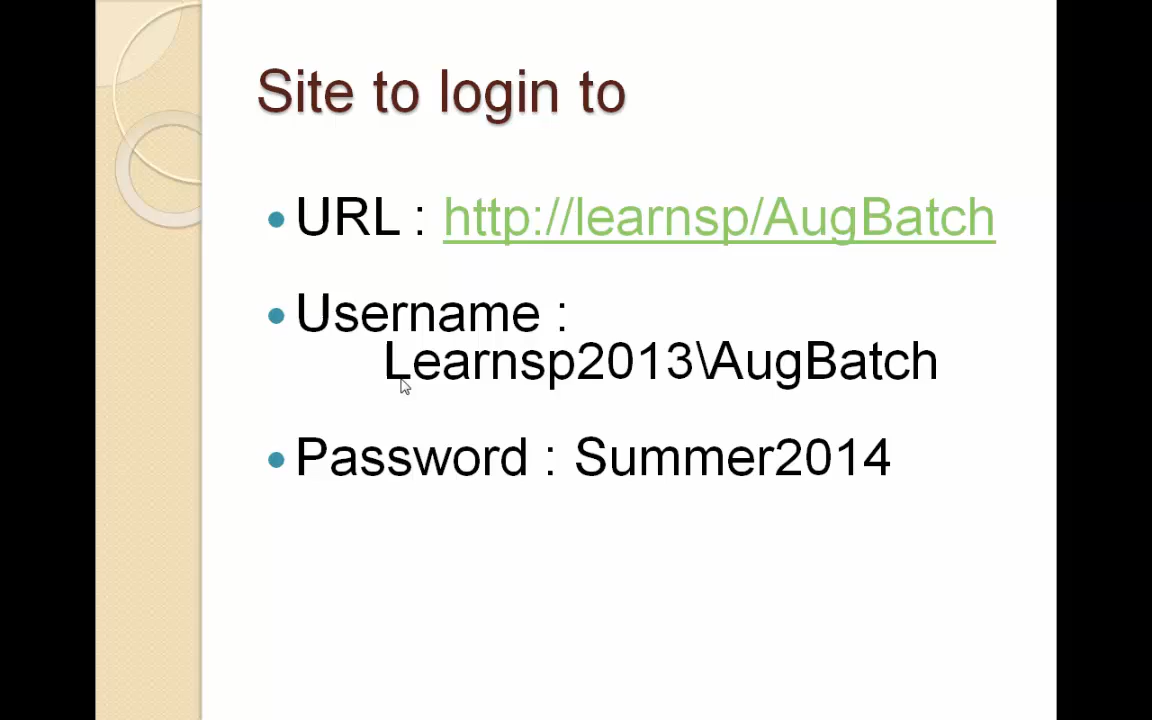 Site to login to
URL : http://learnsp/AugBatch
Username :
Learnsp2013\AugBatch
Password : Summer2014